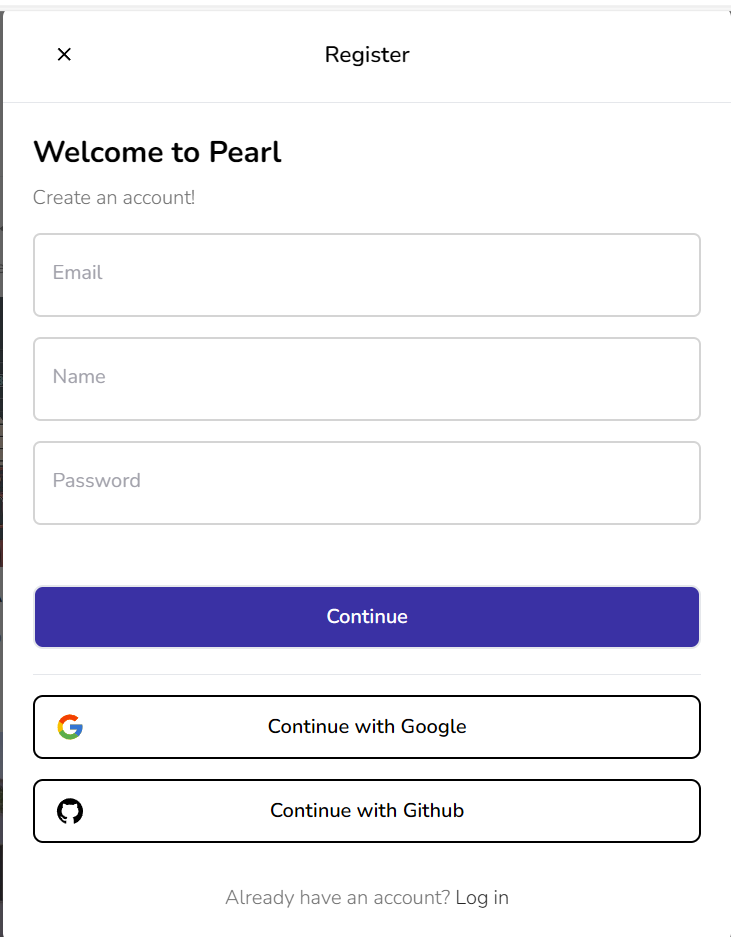 Register
Welcome to Pearl
Create an account!
Email
Name
Password
Continue
Continue with Google
Continue with Github
Already have an account? Log in